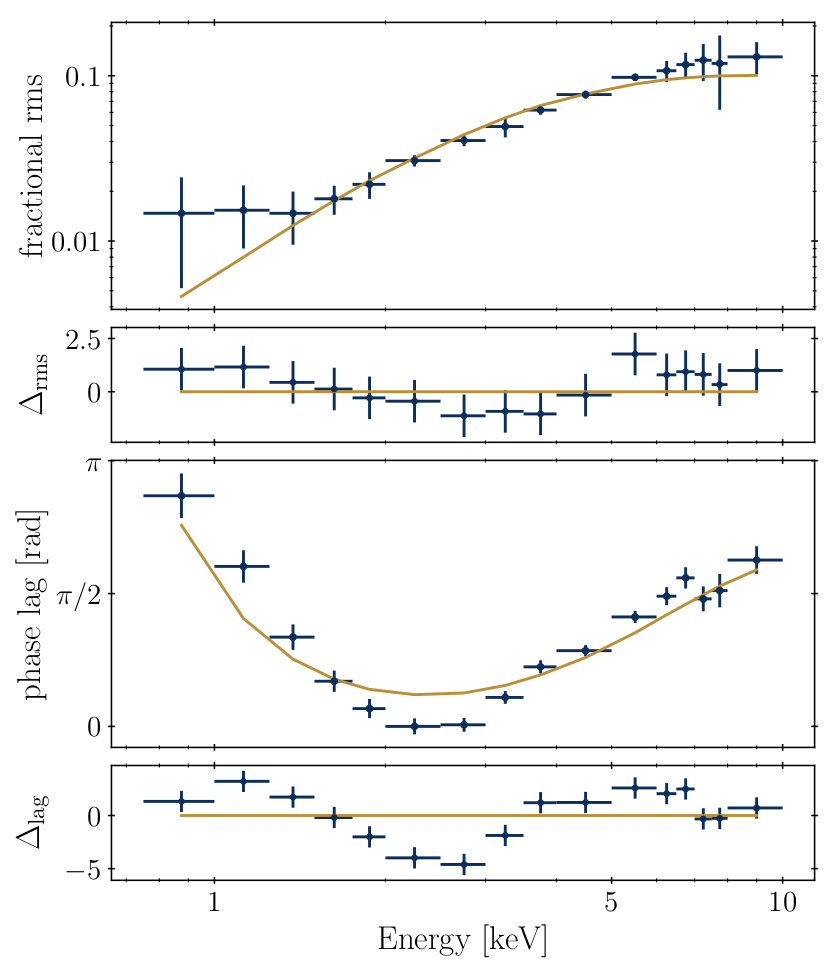 fractional rms
0.1
0.01
Δrms
2.5
0
phase lag [rad]
π
π/2
0
Δlag
0
−5
1
5
10
Energy [keV]